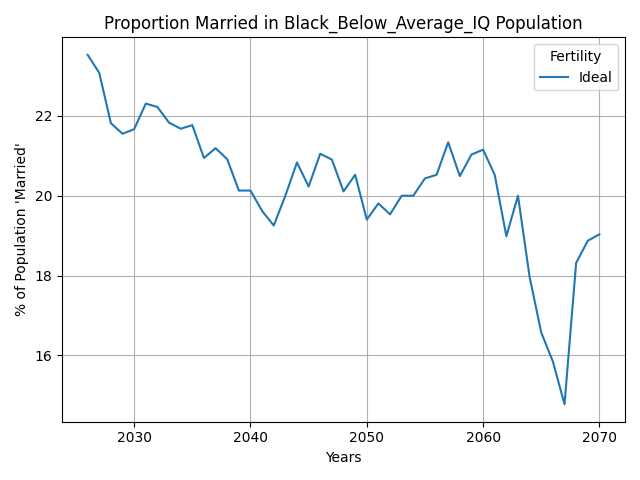 Proportion Married in Black_Below_Average_IQ Population
Fertility
Ideal
% of Population 'Married'
22
20
18
16
2030
2040
2050
2060
2070
Years